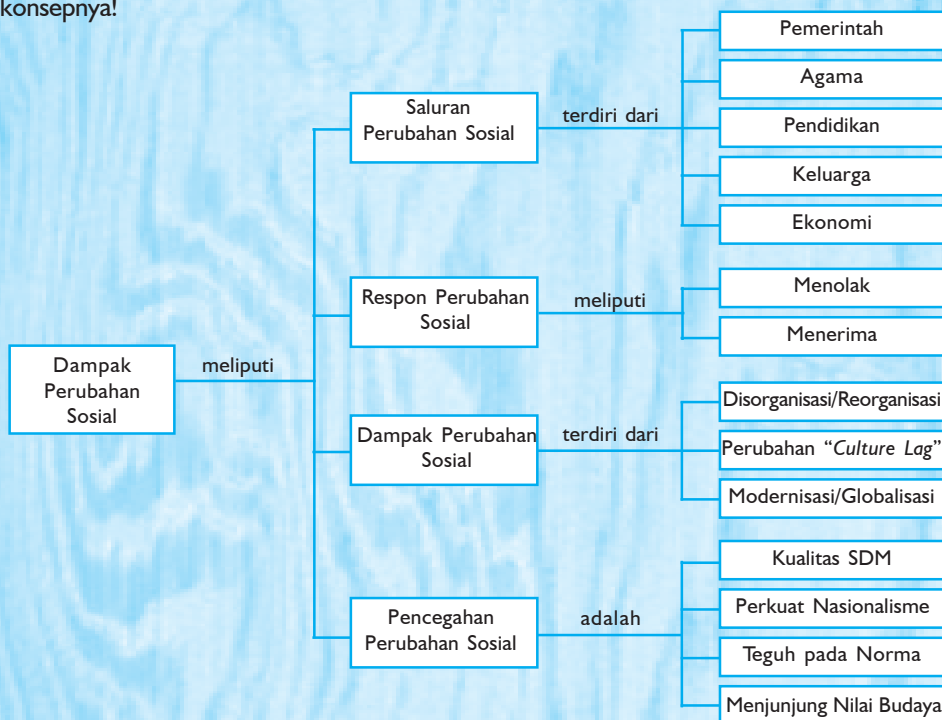 konsepnya!
Dampak
Perubahan
Sosial
meliputi
Saluran
Perubahan Sosial
terdiri dari
Pemerintah
Agama
Pendidikan
Keluarga
Ekonomi
Respon Perubahan
Sosial
meliputi
Menolak
Menerima
Dampak Perubahan
Sosial
terdiri dari
Disorganisasi/Reorganisasi
Perubahan “Culture Lag”
Modernisasi/Globalisasi
Pencegahan
Perubahan Sosial
adalah
Kualitas SDM
Perkuat Nasionalisme
Teguh pada Norma
Menjunjung Nilai Budaya